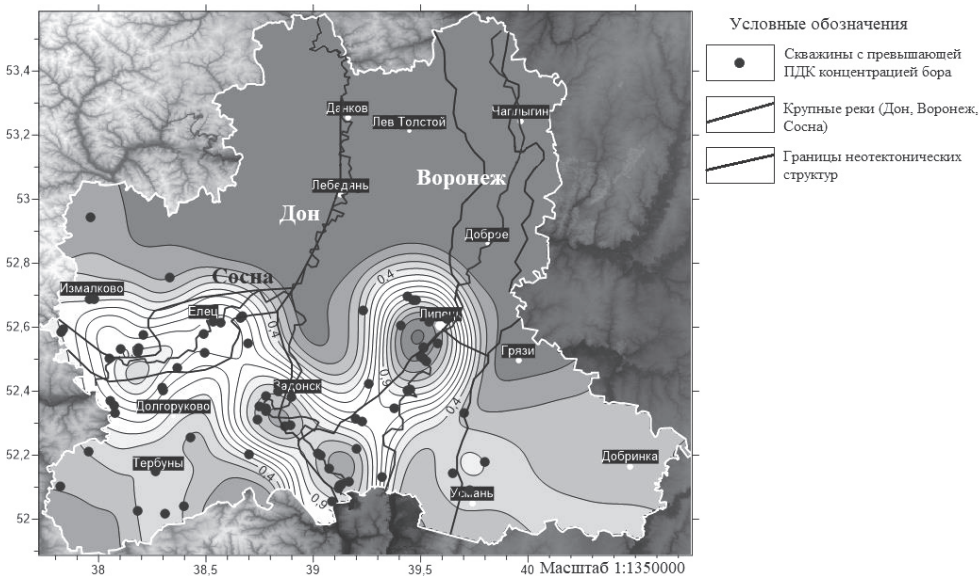 Условные обозначения
Скважины с превышающей
ПДК концентрацией бора
Крупные реки (Дон, Воронеж,
Сосна)
Границы неотектонических
структур
53,4
53,2
53
52,8
52,6
52,4
52,2
52
Данков
Лев Толстой
Чаплыгин
Лебедянь
Воронеж
Дон
Доброе
Сосна
0.4
Измалково
Елец
Липецк
0.4
Грязи
Задонск
0.9
Долгоруково
0.4
Тербуны
0.4
Добринка
0.9
Усмань
38
38,5
39
39,5
40
Масштаб 1:1350000